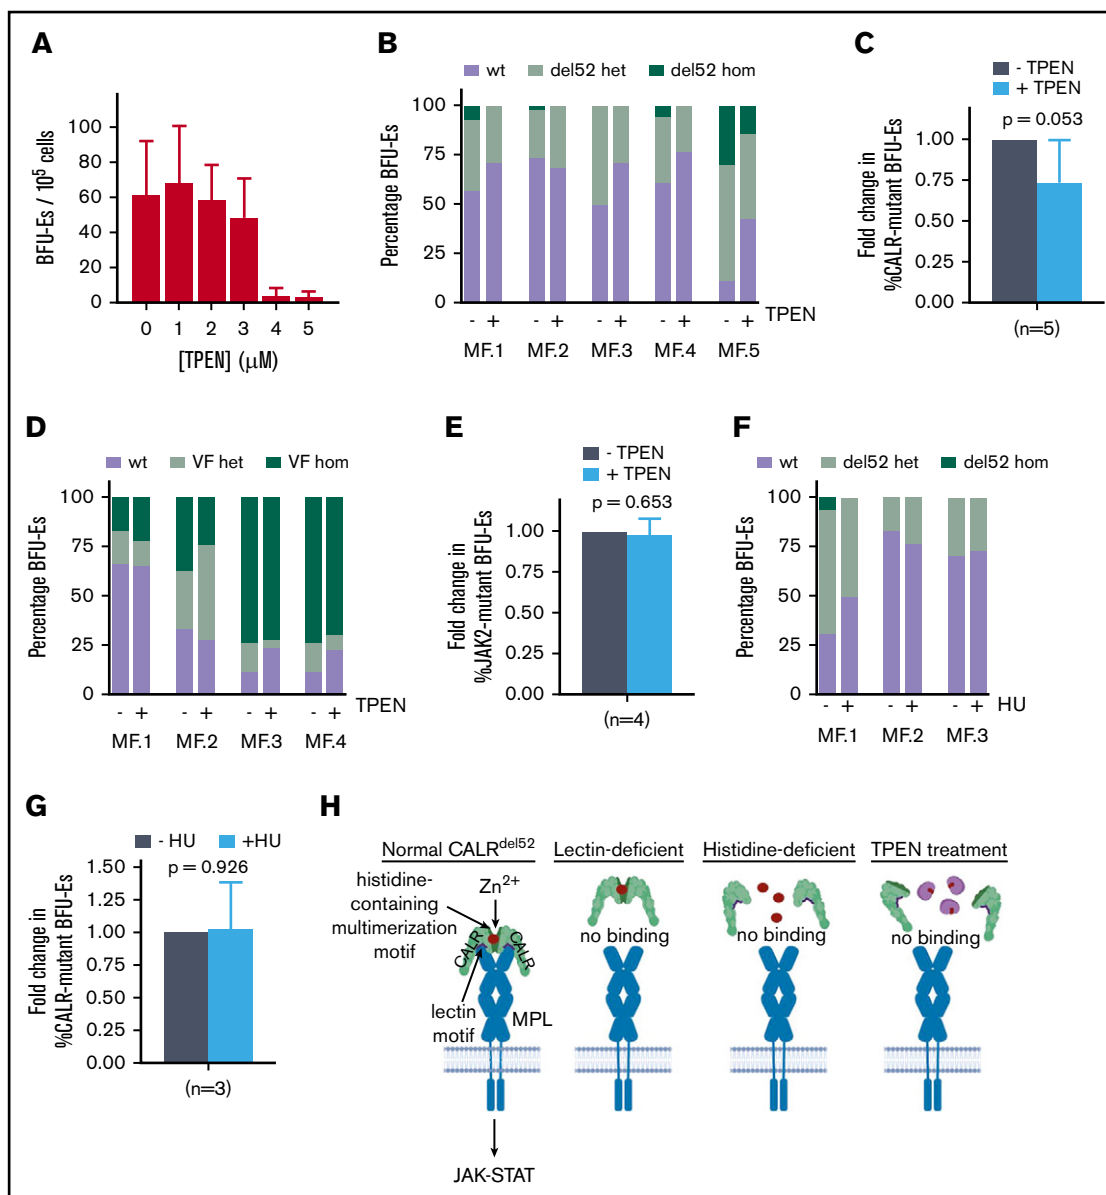 A
BFU-Es / 10⁵ cells
100
80
60
40
20
0
0 1 2 3 4 5
[TPEN] (μM)
B
wt del52 het del52 hom
Percentage BFU-Es
100
75
50
25
0
- + - + - + - + - + TPEN
MF.1 MF.2 MF.3 MF.4 MF.5
C
- TPEN
+ TPEN
p = 0.053
Fold change in
%CALR-mutant BFU-Es
1.00
0.75
0.50
0.25
0.00
(n=5)
D
wt VF het VF hom
Percentage BFU-Es
100
75
50
25
0
- + - + - + - + TPEN
MF.1 MF.2 MF.3 MF.4
E
- TPEN
+ TPEN
p = 0.653
Fold change in
%JAK2-mutant BFU-Es
1.00
0.75
0.50
0.25
0.00
(n=4)
F
wt del52 het del52 hom
Percentage BFU-Es
100
75
50
25
0
- + - + - + HU
MF.1 MF.2 MF.3
G
- HU +HU
p = 0.926
Fold change in
%CALR-mutant BFU-Es
1.50
1.25
1.00
0.75
0.50
0.25
0.00
(n=3)
H
Normal CALRᵈᵉˡ⁵² Lectin-deficient Histidine-deficient TPEN treatment
histidine-
containing
multimerization
motif
Zn²⁺
CALR CALR
lectin
motif
MPL
no binding
no binding
no binding
JAK-STAT